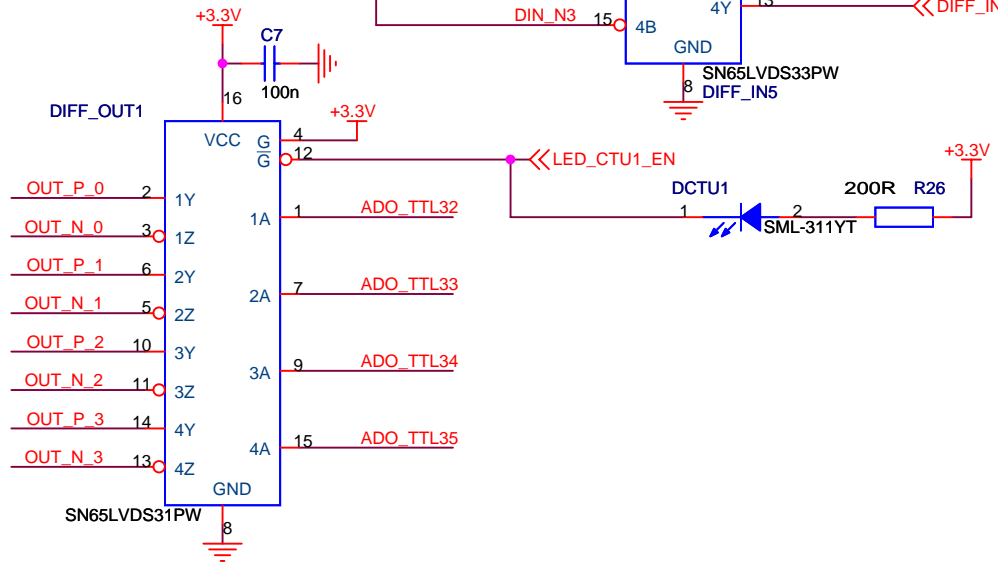 +3.3V
C7
100n
16
DIFF_OUT1
VCC
+3.3V
G
4
G
12
LED_CTU1_EN
DIN_N3
15
4B
4Y
13
DIFF_IN
GND
SN65LVDS33PW
8
DIFF_IN5
+3.3V
DCTU1
200R
R26
1
2
SML-311YT
OUT_P_0
2
1Y
OUT_N_0
3
1Z
OUT_P_1
6
2Y
OUT_N_1
5
2Z
OUT_P_2
10
3Y
OUT_N_2
11
3Z
OUT_P_3
14
4Y
OUT_N_3
13
4Z
1A
1
ADO_TTL32
2A
7
ADO_TTL33
3A
9
ADO_TTL34
4A
15
ADO_TTL35
GND
SN65LVDS31PW
8